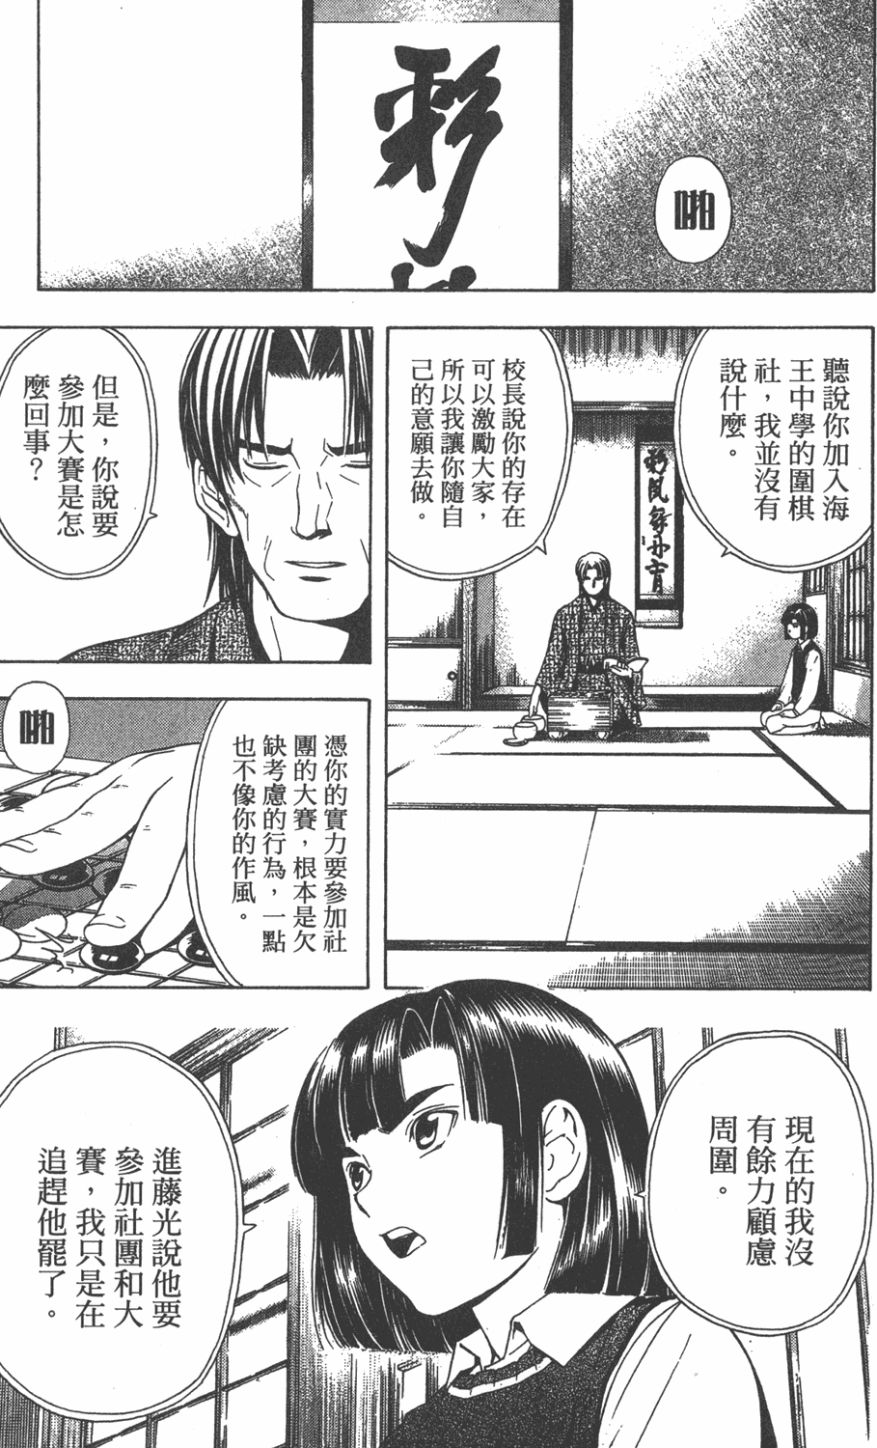 彩
啪
聽說你加入海
王中學的圍棋
社，我並沒有
說什麼。
校長說你的存在
可以激勵大家，
所以我讓你隨自
己的意願去做。
但是，你說要
參加大賽是怎
麼回事？
憑你的實力要參加社
團的大賽，根本是欠
缺考慮的行為，一點
也不像你的作風。
啪
現在的我沒
有餘力顧慮
周圍。
進藤光說他要
參加社團和大
賽，我只是在
追趕他罷了。